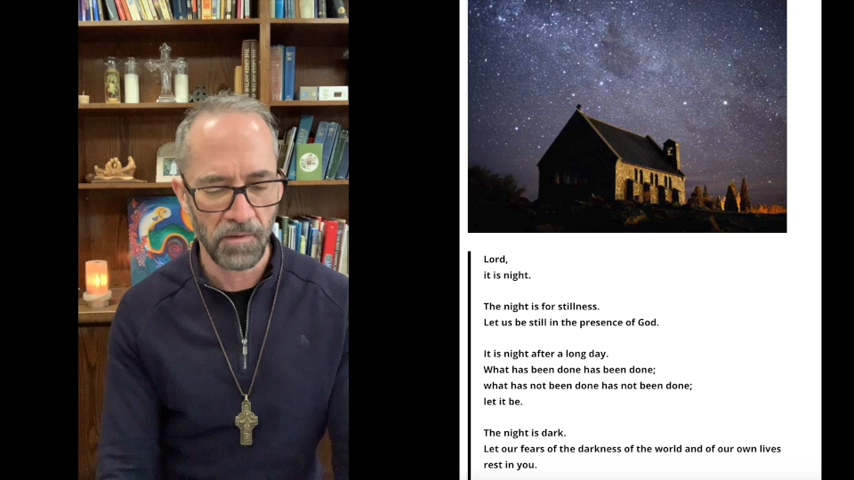 Lord,
it is night.
The night is for stillness.
Let us be still in the presence of God.
It is night after a long day.
What has been done has been done;
what has not been done has not been done;
let it be.
The night is dark.
Let our fears of the darkness of the world and of our own lives
rest in you.